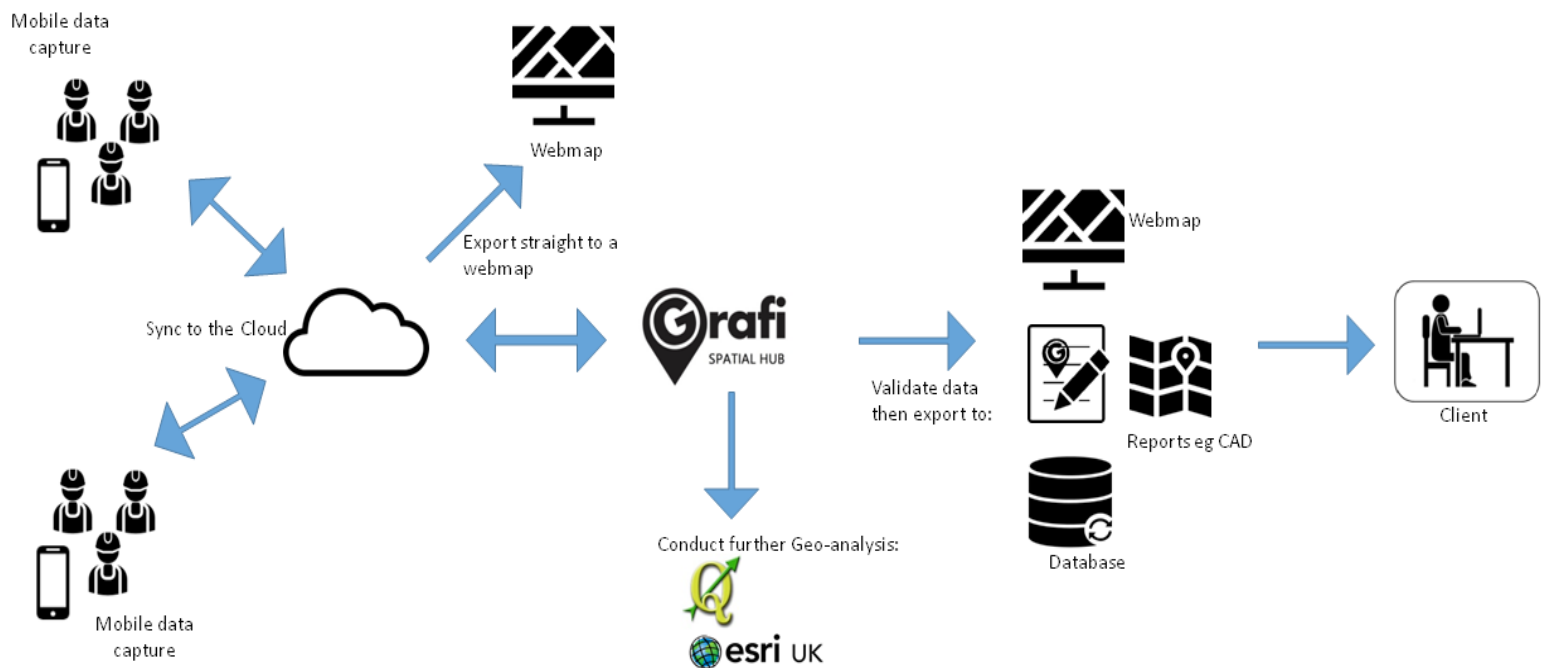 Mobile data
capture
Webmap
Export straight to a
webmap
Sync to the Cloud
Grafi
SPATIAL HUB
Validate data
then export to:
Webmap
G
Reports eg CAD
Database
Client
Conduct further Geo-analysis:
Q
esri UK
Mobile data
capture